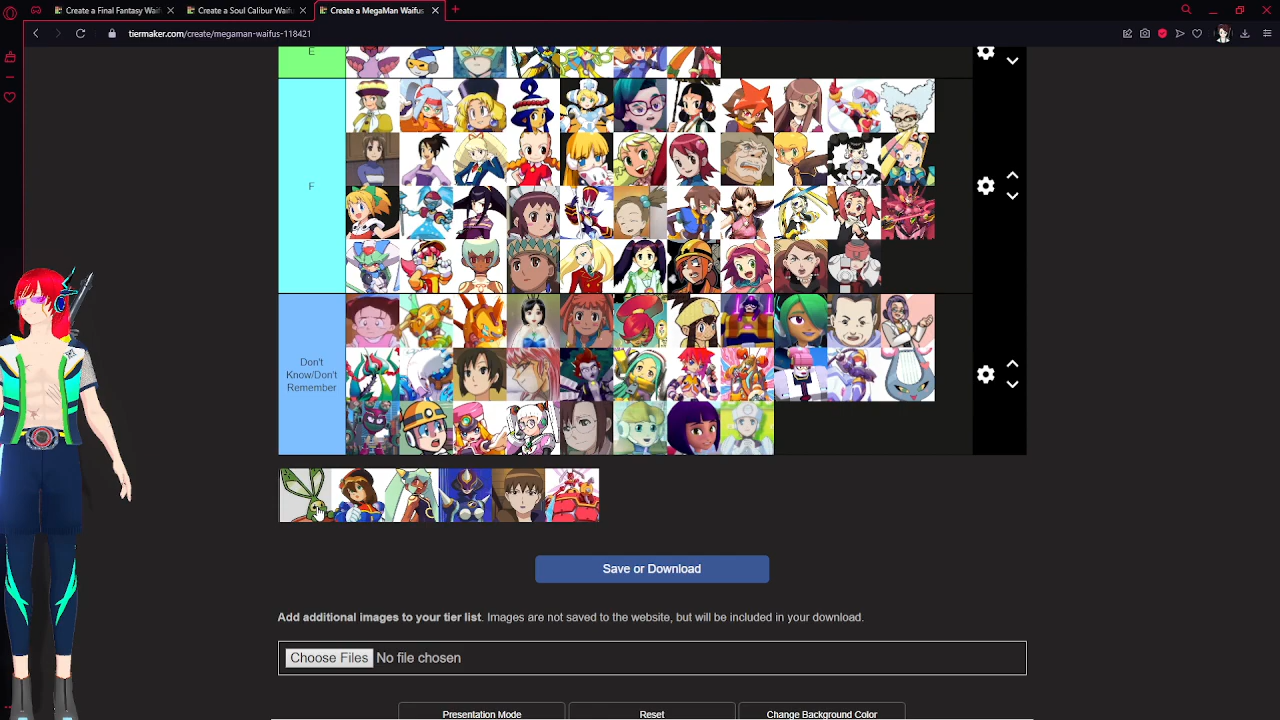 Create a Final Fantasy Waif
Create a Soul Calibur Waifus
Create a MegaMan Waifus
tiermaker.com/create/megaman-waifus-118421
E
F
Don't
Know/Don't
Remember
Save or Download
Add additional images to your tier list. Images are not saved to the website, but will be included in your download.
Choose Files No file chosen
Presentation Mode
Reset
Change Background Color